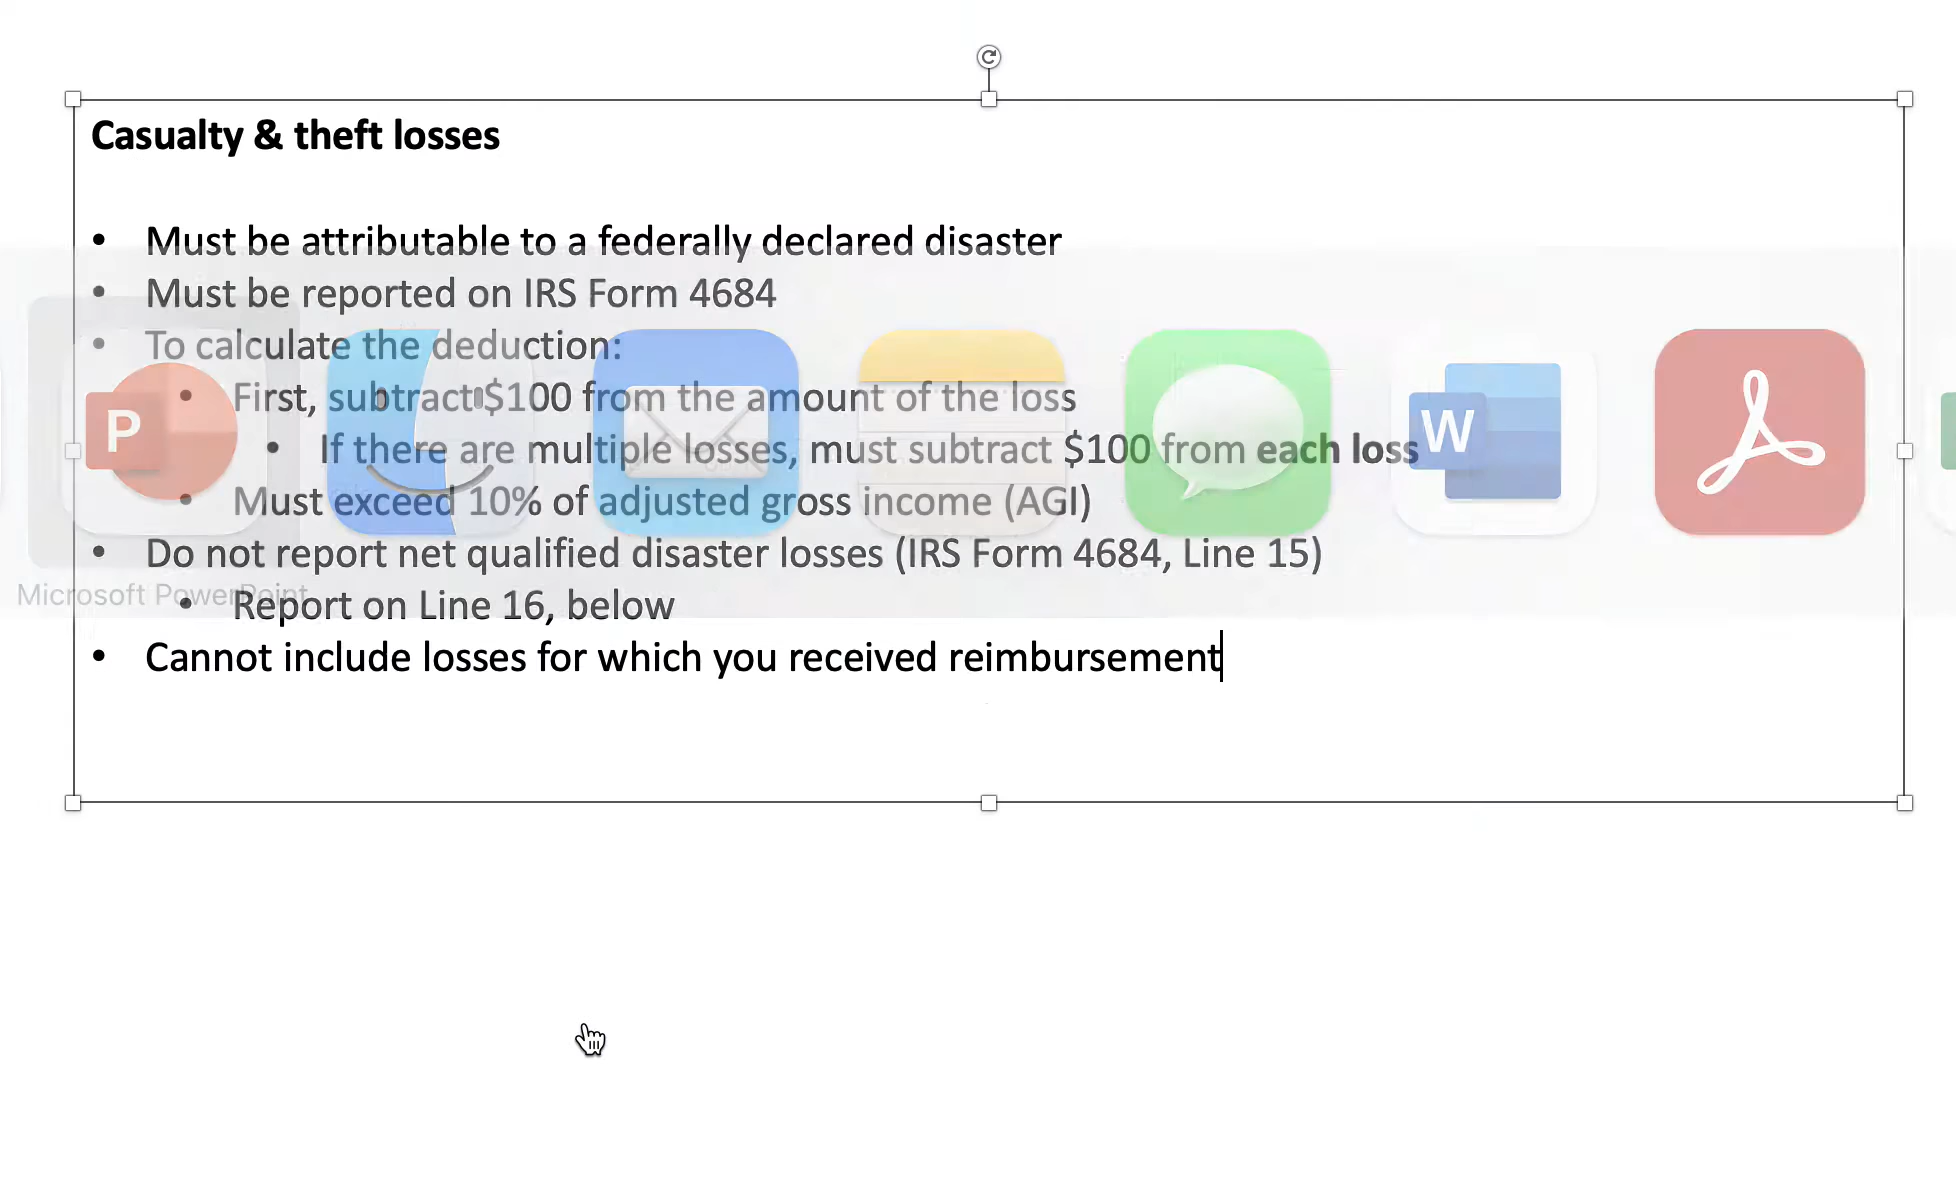 Casualty & theft losses
• Must be attributable to a federally declared disaster
• Must be reported on IRS Form 4684
• To calculate the deduction:
• First, subtract $100 from the amount of the loss
• If there are multiple losses, must subtract $100 from each loss
• Must exceed 10% of adjusted gross income (AGI)
• Do not report net qualified disaster losses (IRS Form 4684, Line 15)
• Report on Line 16, below
• Cannot include losses for which you received reimbursement
P
W
Microsoft PowerPoint